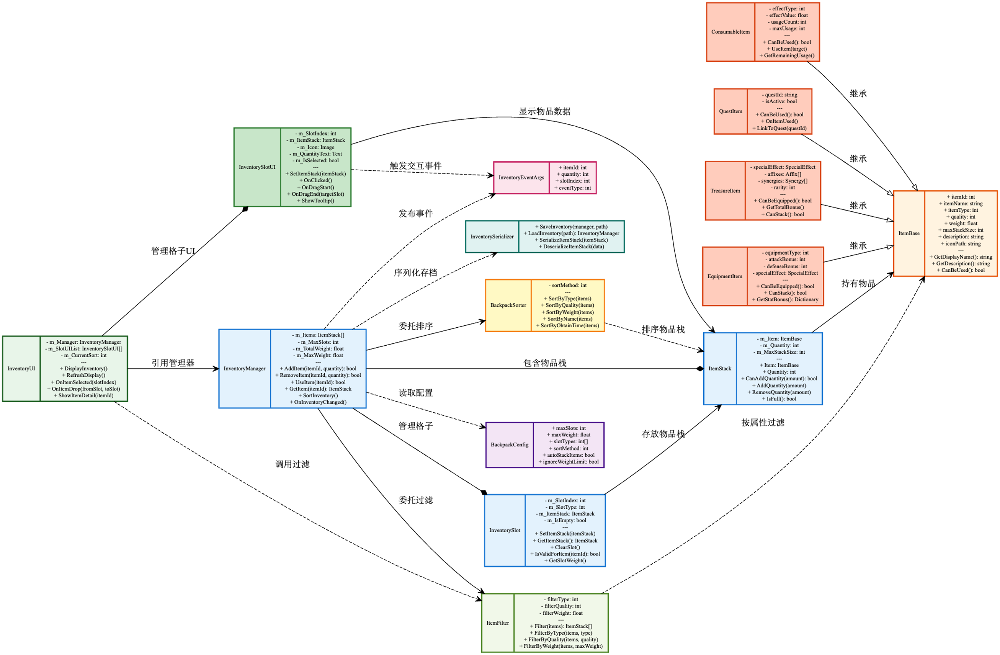 ConsumableItem
- effectType: int
- effectValue: float
- usageCount: int
- maxUsage: int
---
+ CanBeUsed(): bool
+ UseItem(target)
+ GetRemainingUsage()
继承
QuestItem
- questId: string
- isActive: bool
---
+ CanBeUsed(): bool
+ OnItemUsed()
+ LinkToQuest(questId)
继承
显示物品数据
InventorySlotUI
- m_SlotIndex: int
- m_ItemStack: ItemStack
- m_Icon: Image
- m_QuantityText: Text
- m_IsSelected: bool
---
+ SetItemStack(itemStack)
+ OnClicked()
+ OnDragStart()
+ OnDragEnd(targetSlot)
+ ShowTooltip()
触发交互事件
InventoryEventArgs
+ itemId: int
+ quantity: int
+ slotIndex: int
+ eventType: int
TreasureItem
- specialEffect: SpecialEffect
- affixes: Affix[]
- synergies: Synergy[]
- rarity: int
---
+ CanBeEquipped(): bool
+ GetTotalBonus()
+ CanStack(): bool
继承
ItemBase
+ itemId: int
+ itemName: string
+ itemType: int
+ quality: int
+ weight: float
+ maxStackSize: int
+ description: string
+ iconPath: string
---
+ GetDisplayName(): string
+ GetDescription(): string
+ CanBeUsed(): bool
发布事件
InventorySerializer
+ SaveInventory(manager, path)
+ LoadInventory(path): InventoryManager
+ SerializeItemStack(itemStack)
+ DeserializeItemStack(data)
管理格子UI
序列化存档
EquipmentItem
- equipmentType: int
- attackBonus: int
- defenseBonus: int
- specialEffect: SpecialEffect
---
+ CanBeEquipped(): bool
+ CanStack(): bool
+ GetStatBonus(): Dictionary
继承
持有物品
BackpackSorter
- sortMethod: int
---
+ SortByType(items)
+ SortByQuality(items)
+ SortByWeight(items)
+ SortByName(items)
+ SortByObtainTime(items)
委托排序
排序物品栈
InventoryUI
- m_Manager: InventoryManager
- m_SlotUIList: InventorySlotUI[]
- m_CurrentSort: int
---
+ DisplayInventory()
+ RefreshDisplay()
+ OnItemSelected(slotIndex)
+ OnItemDrop(fromSlot, toSlot)
+ ShowItemDetail(itemId)
引用管理器
InventoryManager
- m_Items: ItemStack[]
- m_MaxSlots: int
- m_TotalWeight: float
- m_MaxWeight: float
---
+ AddItem(itemId, quantity): bool
+ RemoveItem(itemId, quantity): bool
+ UseItem(itemId): bool
+ GetItem(itemId): ItemStack
+ SortInventory()
+ OnInventoryChanged()
包含物品栈
ItemStack
- m_Item: ItemBase
- m_Quantity: int
- m_MaxStackSize: int
---
+ Item: ItemBase
+ Quantity: int
+ CanAddQuantity(amount): bool
+ AddQuantity(amount)
+ RemoveQuantity(amount)
+ IsFull(): bool
读取配置
BackpackConfig
+ maxSlots: int
+ maxWeight: float
+ slotTypes: int[]
+ sortMethod: int
+ autoStackItems: bool
+ ignoreWeightLimit: bool
管理格子
存放物品栈
按属性过滤
调用过滤
委托过滤
InventorySlot
- m_SlotIndex: int
- m_SlotType: int
- m_ItemStack: ItemStack
- m_IsEmpty: bool
---
+ SetItemStack(itemStack)
+ GetItemStack(): ItemStack
+ ClearSlot()
+ IsValidForItem(itemId): bool
+ GetSlotWeight()
ItemFilter
- filterType: int
- filterQuality: int
- filterWeight: float
---
+ Filter(items): ItemStack[]
+ FilterByType(items, type)
+ FilterByQuality(items, quality)
+ FilterByWeight(items, maxWeight)